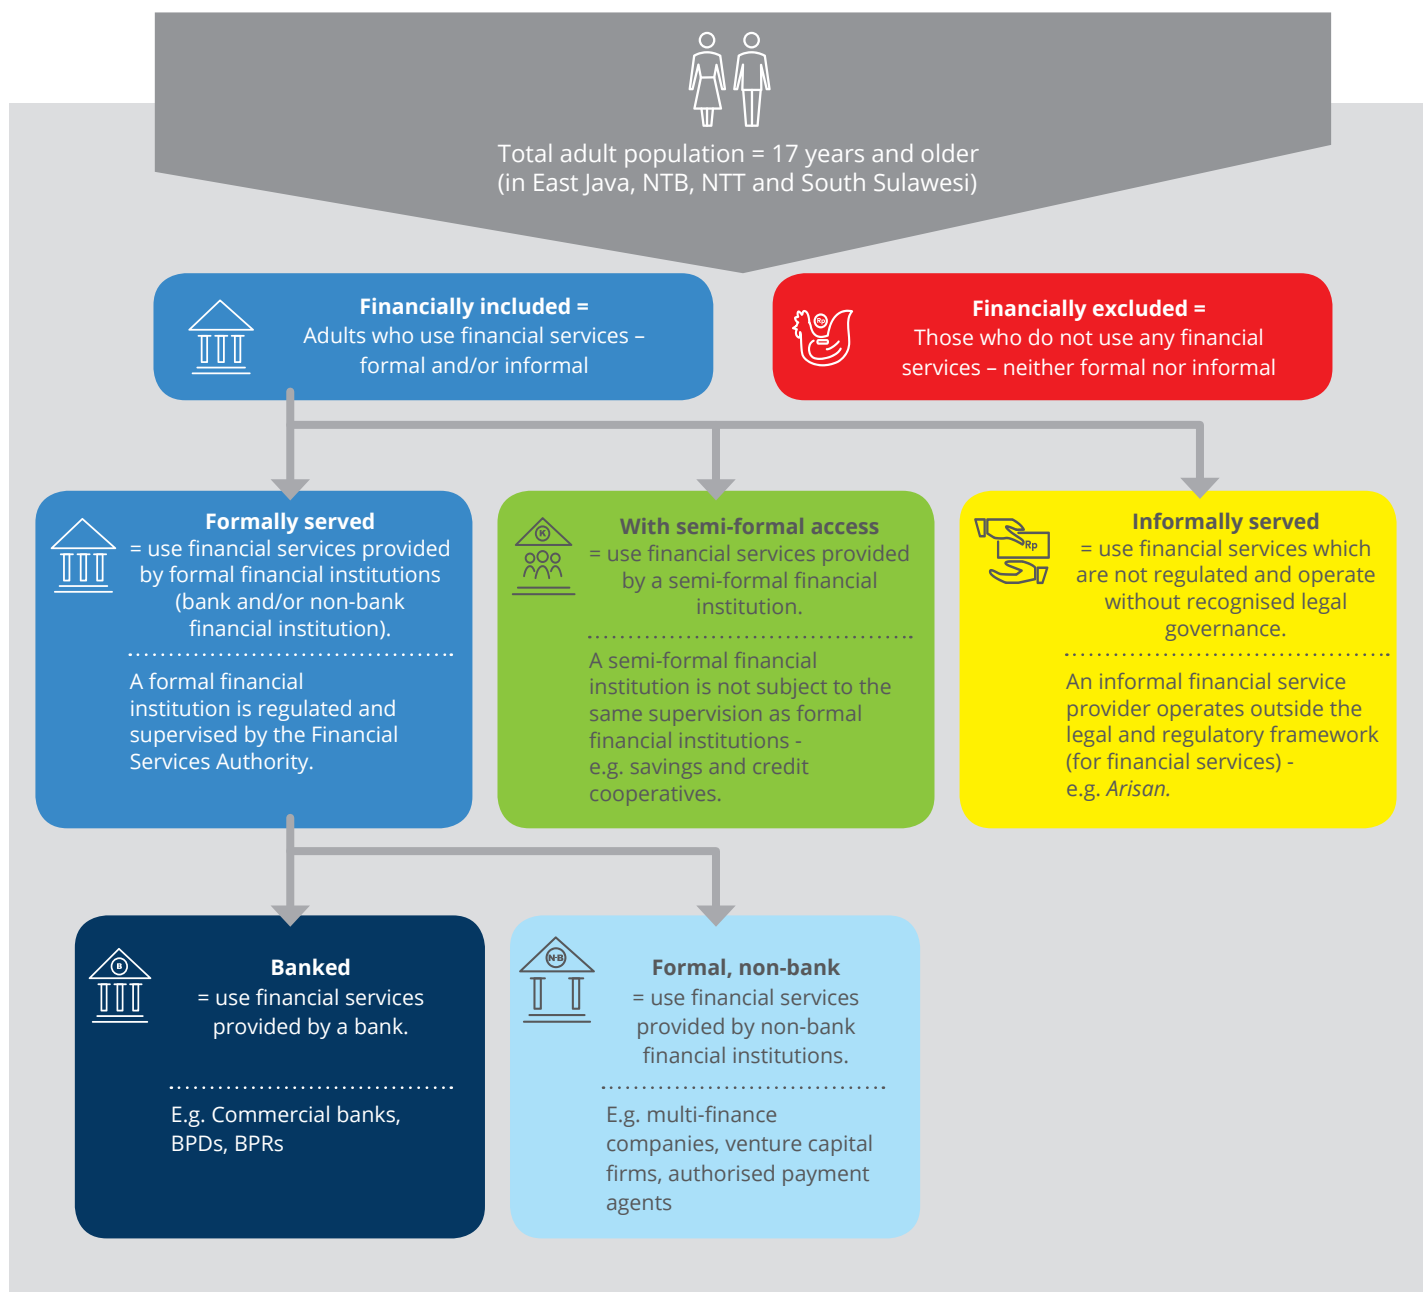 Total adult population = 17 years and older
(in East Java, NTB, NTT and South Sulawesi)
Financially included =
Adults who use financial services –
formal and/or informal
Rp
Financially excluded =
Those who do not use any financial
services – neither formal nor informal
Formally served
= use financial services provided
by formal financial institutions
(bank and/or non-bank
financial institution).
A formal financial
institution is regulated and
supervised by the Financial
Services Authority.
K
With semi-formal access
= use financial services provided
by a semi-formal financial
institution.
A semi-formal financial
institution is not subject to the
same supervision as formal
financial institutions -
e.g. savings and credit
cooperatives.
Rp
Informally served
= use financial services which
are not regulated and operate
without recognised legal
governance.
An informal financial service
provider operates outside the
legal and regulatory framework
(for financial services) -
e.g. Arisan.
B
Banked
= use financial services
provided by a bank.
E.g. Commercial banks,
BPDs, BPRs
N-B
Formal, non-bank
= use financial services
provided by non-bank
financial institutions.
E.g. multi-finance
companies, venture capital
firms, authorised payment
agents